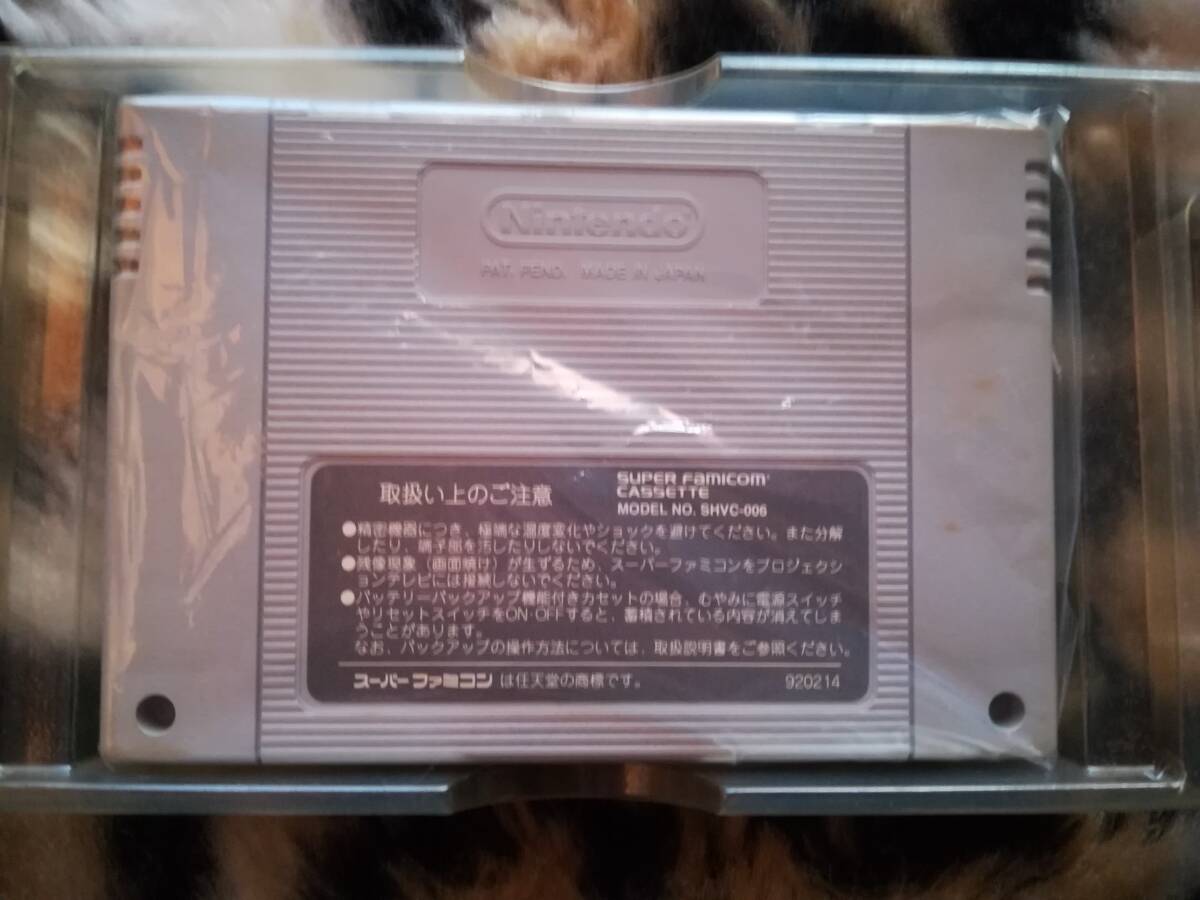 Nintendo
PAT. PEND. MADE IN JAPAN
取扱い上のご注意
SUPER FAMICOM
CASSETTE
MODEL NO. SHVC-006
●精密機器につき、極端な温度変化やショックを避けてください。また分解
したり、端子部を汚したりしないでください。
●残像現象（画面焼け）が生ずるため、スーパーファミコンをプロジェクシ
ョンテレビには接続しないでください。
●バッテリーバックアップ機能付きカセットの場合、むやみに電源スイッチ
やリセットスイッチをON·OFFすると、蓄積されている内容が消えてしま
うことがあります。
なお、バックアップの操作方法については、取扱説明書をご参照ください。
スーパーファミコン は任天堂の商標です。
920214